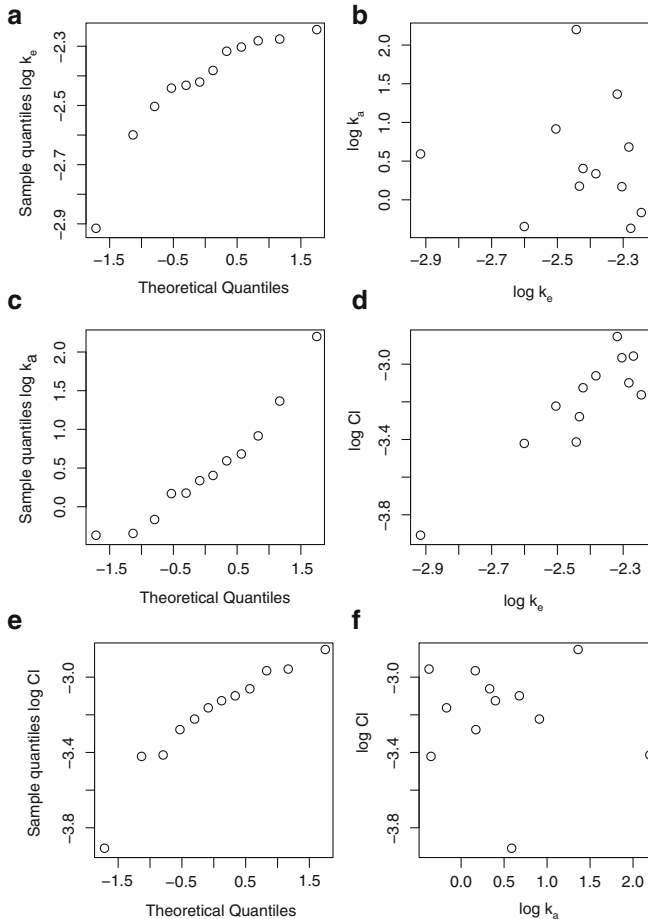 a
Sample quantiles log ke
−2.9 −2.7 −2.5 −2.3
−1.5 −0.5 0.5 1.5
Theoretical Quantiles
b
log ka
0.0 0.5 1.0 1.5 2.0
−2.9 −2.7 −2.5 −2.3
log ke
c
Sample quantiles log ka
0.0 0.5 1.0 1.5 2.0
−1.5 −0.5 0.5 1.5
Theoretical Quantiles
d
log Cl
−3.8 −3.4 −3.0
−2.9 −2.7 −2.5 −2.3
log ke
e
Sample quantiles log Cl
−3.8 −3.4 −3.0
−1.5 −0.5 0.5 1.5
Theoretical Quantiles
f
log Cl
−3.8 −3.4 −3.0
0.0 0.5 1.0 1.5 2.0
log ka